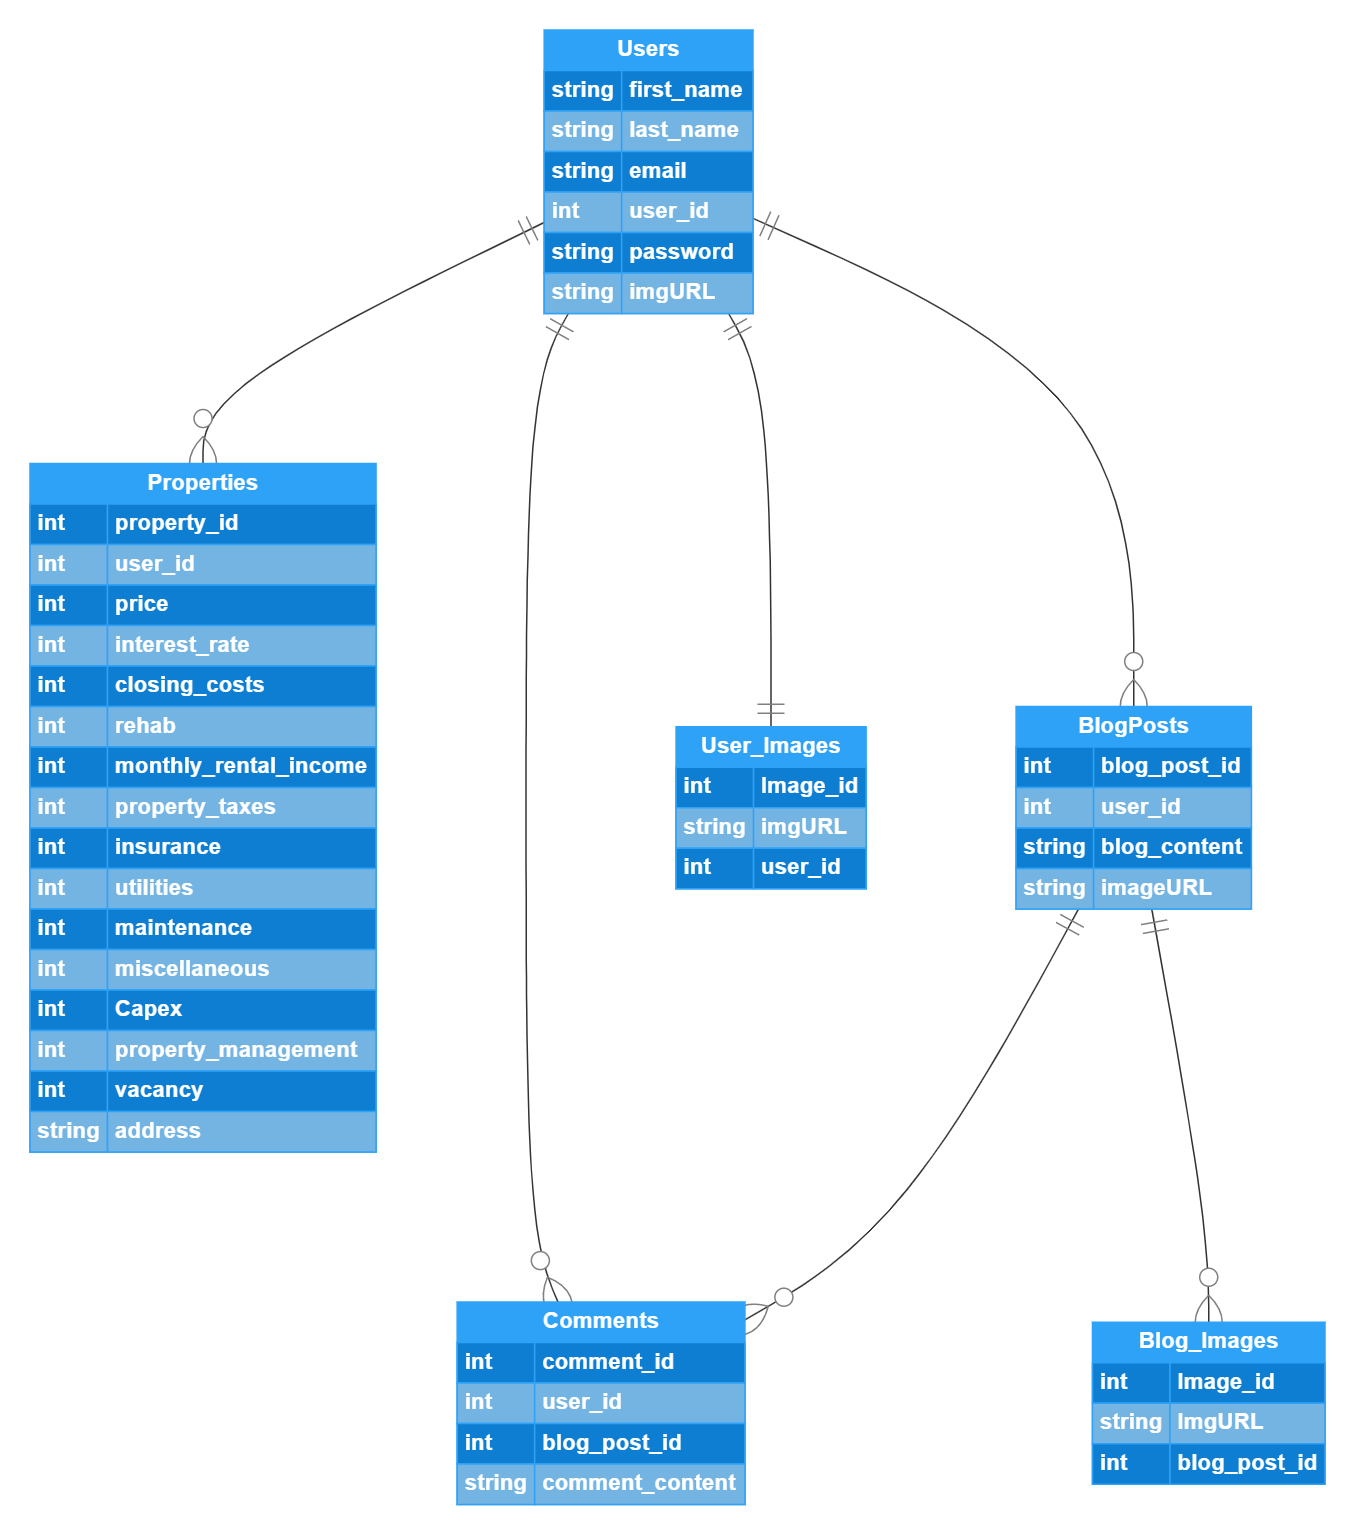 Users
string first_name
string last_name
string email
int user_id
string password
string imgURL
Properties
int property_id
int user_id
int price
int interest_rate
int closing_costs
int rehab
int monthly_rental_income
int property_taxes
int insurance
int utilities
int maintenance
int miscellaneous
int Capex
int property_management
int vacancy
string address
User_Images
int Image_id
string imgURL
int user_id
BlogPosts
int blog_post_id
int user_id
string blog_content
string imageURL
Comments
int comment_id
int user_id
int blog_post_id
string comment_content
Blog_Images
int Image_id
string ImgURL
int blog_post_id